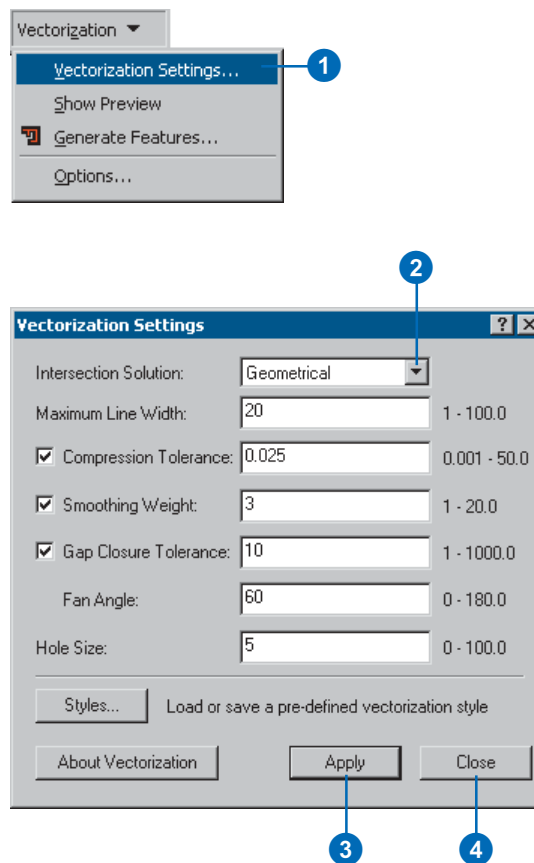 Vectorization
Vectorization Settings...
1
Show Preview
Generate Features...
Options...
2
Vectorization Settings
?
Intersection Solution: Geometrical
Maximum Line Width: 20 1 - 100.0
Compression Tolerance: 0.025 0.001 - 50.0
Smoothing Weight: 3 1 - 20.0
Gap Closure Tolerance: 10 1 - 1000.0
Fan Angle: 60 0 - 180.0
Hole Size: 5 0 - 100.0
Styles... Load or save a pre-defined vectorization style
About Vectorization Apply Close
3 4